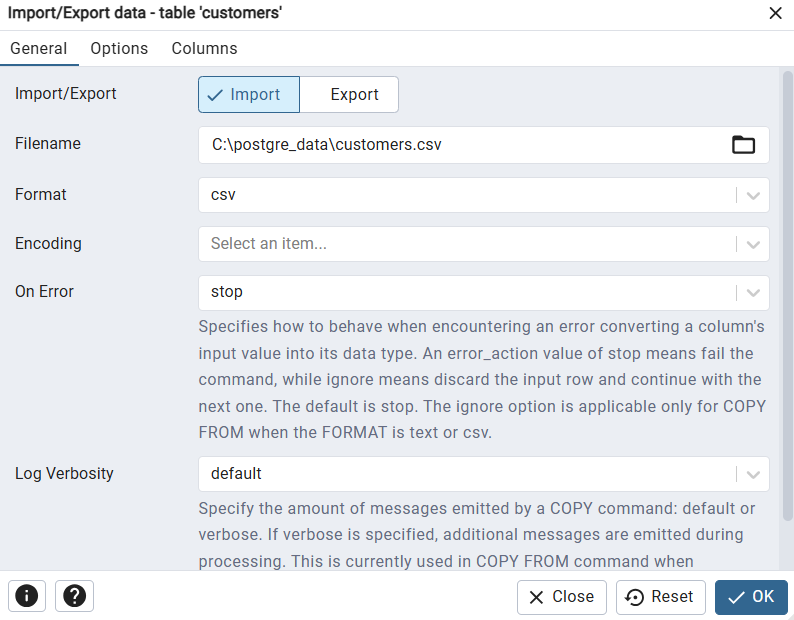 Import/Export data - table 'customers'
General Options Columns
Import/Export Import Export
Filename C:\postgre_data\customers.csv
Format csv
Encoding Select an item...
On Error stop
Specifies how to behave when encountering an error converting a column's
input value into its data type. An error_action value of stop means fail the
command, while ignore means discard the input row and continue with the
next one. The default is stop. The ignore option is applicable only for COPY
FROM when the FORMAT is text or csv.
Log Verbosity default
Specify the amount of messages emitted by a COPY command: default or
verbose. If verbose is specified, additional messages are emitted during
processing. This is currently used in COPY FROM command when
Close Reset OK